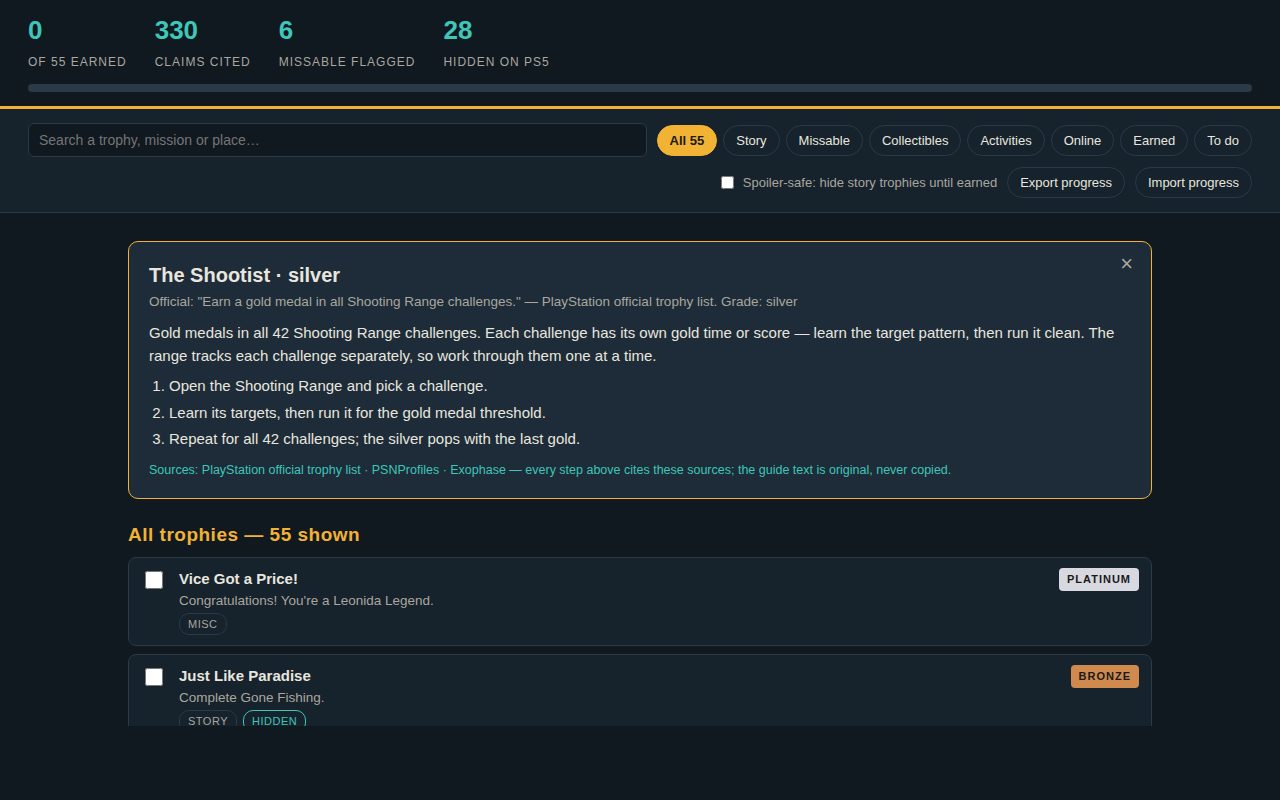 0 330 6 28
OF 55 EARNED CLAIMS CITED MISSABLE FLAGGED HIDDEN ON PS5
Search a trophy, mission or place… All 55 Story Missable Collectibles Activities Online Earned To do
Spoiler-safe: hide story trophies until earned Export progress Import progress
The Shootist · silver ×
Official: "Earn a gold medal in all Shooting Range challenges." — PlayStation official trophy list. Grade: silver
Gold medals in all 42 Shooting Range challenges. Each challenge has its own gold time or score — learn the target pattern, then run it clean. The
range tracks each challenge separately, so work through them one at a time.
1. Open the Shooting Range and pick a challenge.
2. Learn its targets, then run it for the gold medal threshold.
3. Repeat for all 42 challenges; the silver pops with the last gold.
Sources: PlayStation official trophy list · PSNProfiles · Exophase — every step above cites these sources; the guide text is original, never copied.
All trophies — 55 shown
Vice Got a Price! PLATINUM
Congratulations! You're a Leonida Legend.
MISC
Just Like Paradise BRONZE
Complete Gone Fishing.
STORY HIDDEN